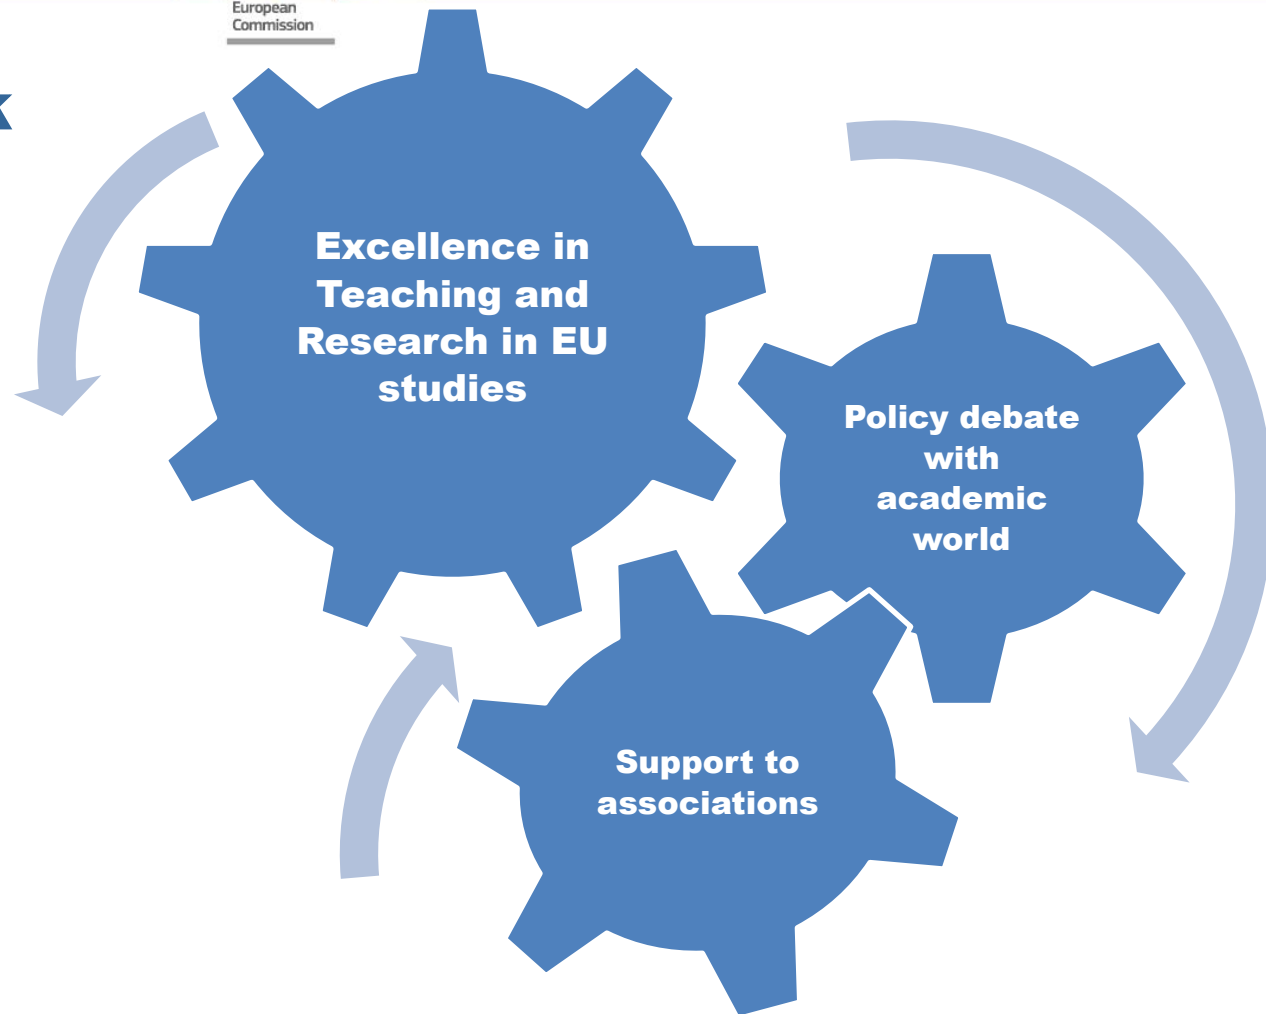 European
Commission
Excellence in
Teaching and
Research in EU
studies
Policy debate
with
academic
world
Support to
associations